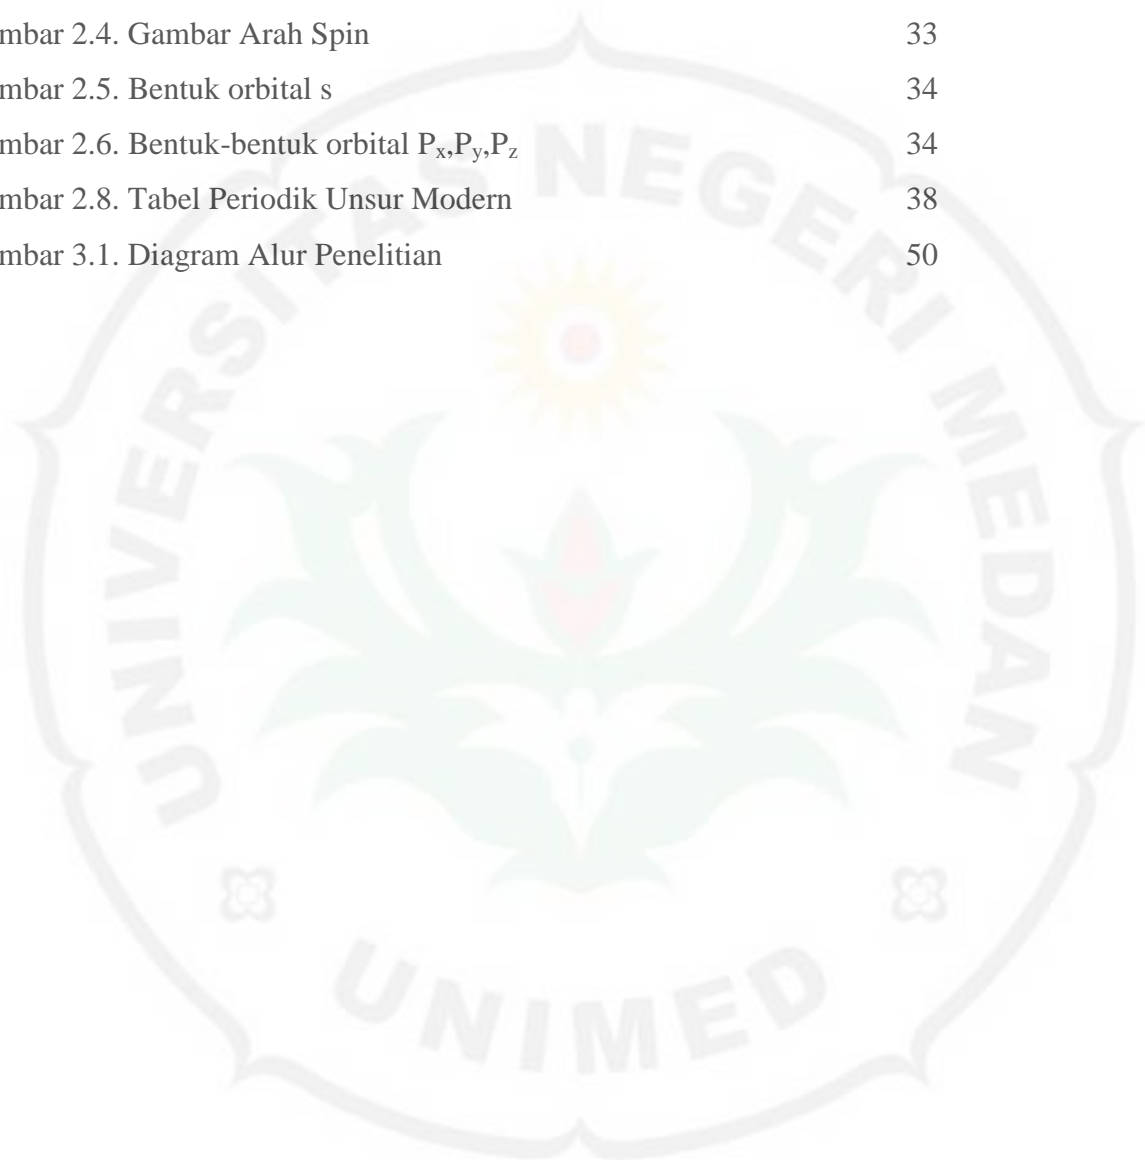 mbar 2.4. Gambar Arah Spin 33
mbar 2.5. Bentuk orbital s 34
mbar 2.6. Bentuk-bentuk orbital Px,Py,Pz 34
mbar 2.8. Tabel Periodik Unsur Modern 38
mbar 3.1. Diagram Alur Penelitian 50
UNIVERSITAS NEGERI MEDAN
UNIMED